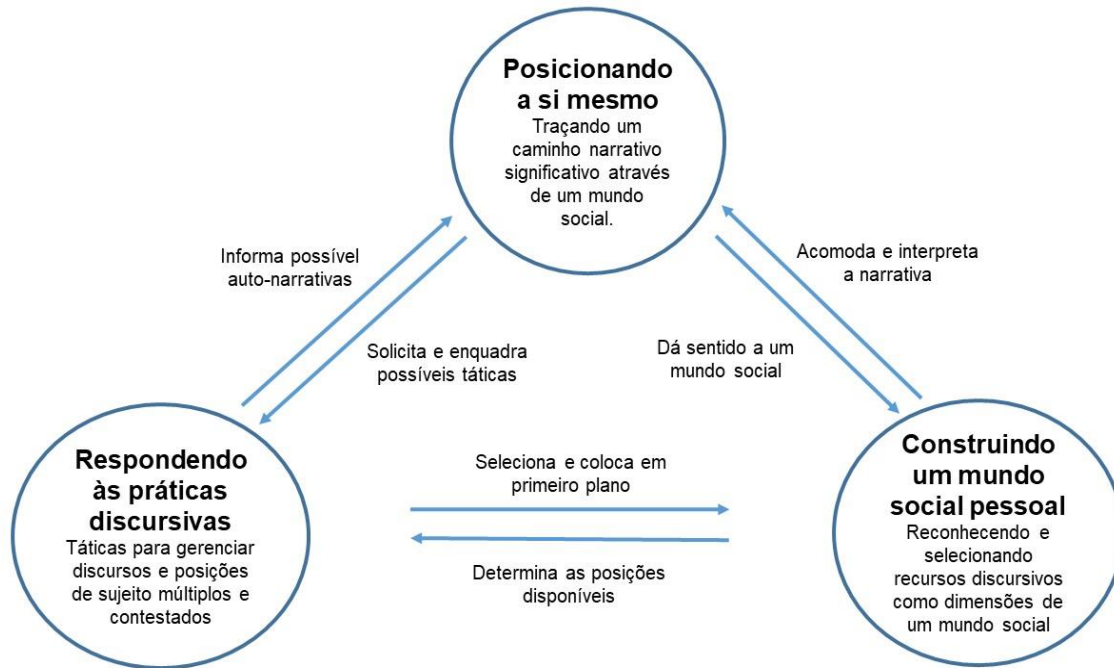 Posicionando
a si mesmo
Traçando um
caminho narrativo
significativo através
de um mundo
social.
Informa possível
auto-narrativas
Acomoda e interpreta
a narrativa
Solicita e enquadra
possíveis táticas
Dá sentido a um
mundo social
Respondendo
às práticas
discursivas
Táticas para gerenciar
discursos e posições
de sujeito múltiplos e
contestados
Seleciona e coloca em
primeiro plano
Determina as posições
disponíveis
Construindo
um mundo
social pessoal
Reconhecendo e
selecionando
recursos discursivos
como dimensões de
um mundo social